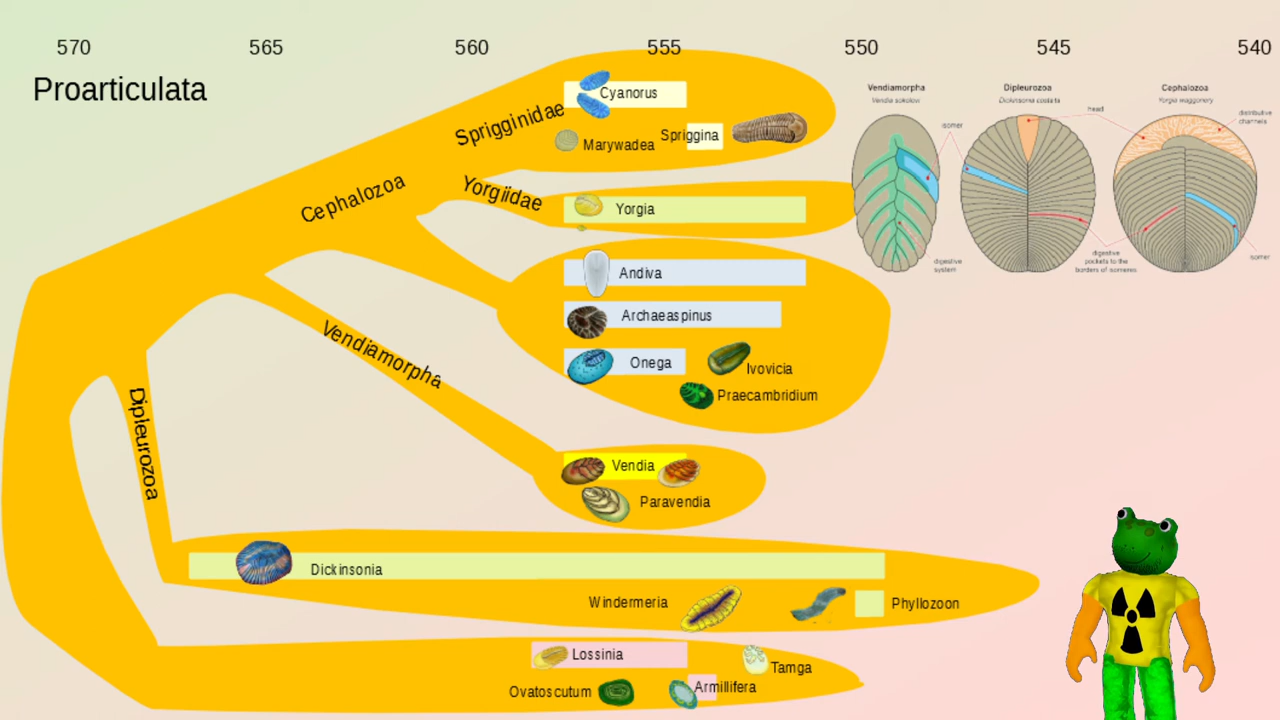 570 565 560 555 550 545 540
Proarticulata
Vendiamorpha
Vendia sokolovi
Dipleurozoa
Dickinsonia costata
Cephalozoa
Yorgia waggonery
isomer
head
distributive
channels
digestive
system
digestive
pockets to the
borders of isomeres
isomer
Sprigginidae
Cyanorus
Marywadea
Spriggina
Cephalozoa
Yorgiidae
Yorgia
Andiva
Archaeaspinus
Onega
Ivovicia
Praecambridium
Vendiamorpha
Vendia
Paravendia
Dipleurozoa
Dickinsonia
Windermeria
Phyllozoon
Lossinia
Tamga
Ovatoscutum
Armillifera